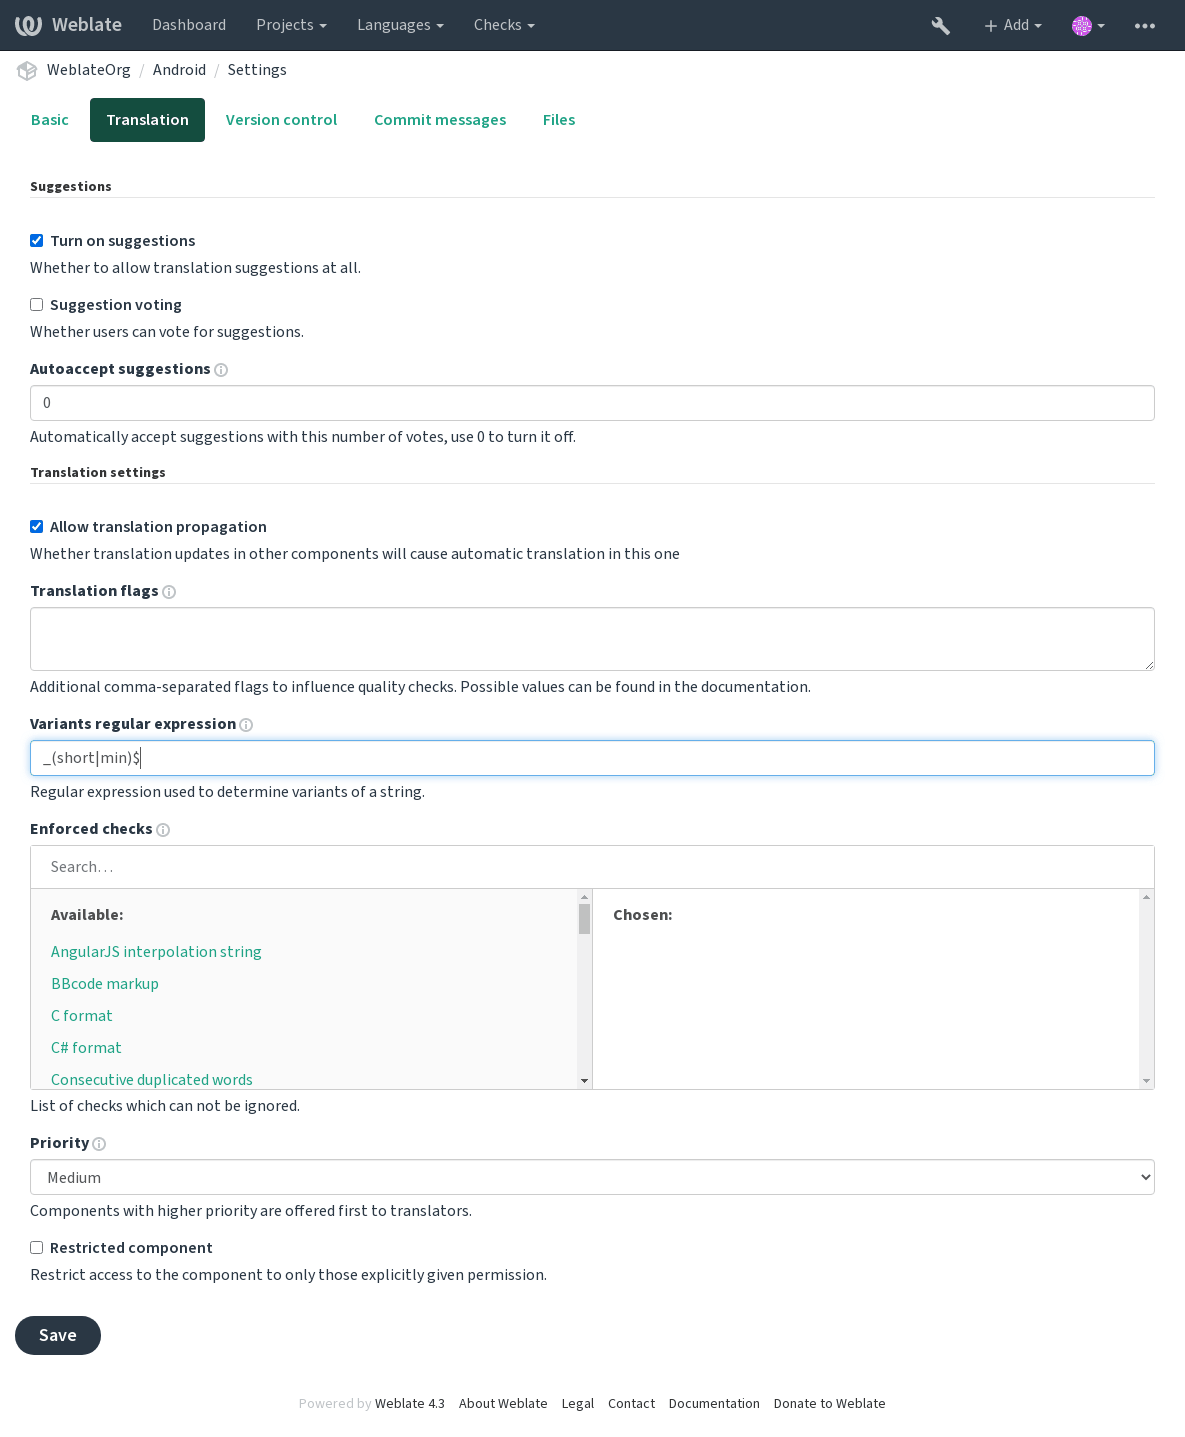 Weblate Dashboard Projects Languages Checks Add
WeblateOrg / Android / Settings
Basic Translation Version control Commit messages Files
Suggestions
Turn on suggestions
Whether to allow translation suggestions at all.
Suggestion voting
Whether users can vote for suggestions.
Autoaccept suggestions
0
Automatically accept suggestions with this number of votes, use 0 to turn it off.
Translation settings
Allow translation propagation
Whether translation updates in other components will cause automatic translation in this one
Translation flags
Additional comma-separated flags to influence quality checks. Possible values can be found in the documentation.
Variants regular expression
_(short|min)$
Regular expression used to determine variants of a string.
Enforced checks
Search…
Available: Chosen:
AngularJS interpolation string
BBcode markup
C format
C# format
Consecutive duplicated words
List of checks which can not be ignored.
Priority
Medium
Components with higher priority are offered first to translators.
Restricted component
Restrict access to the component to only those explicitly given permission.
Save
Powered by Weblate 4.3 About Weblate Legal Contact Documentation Donate to Weblate